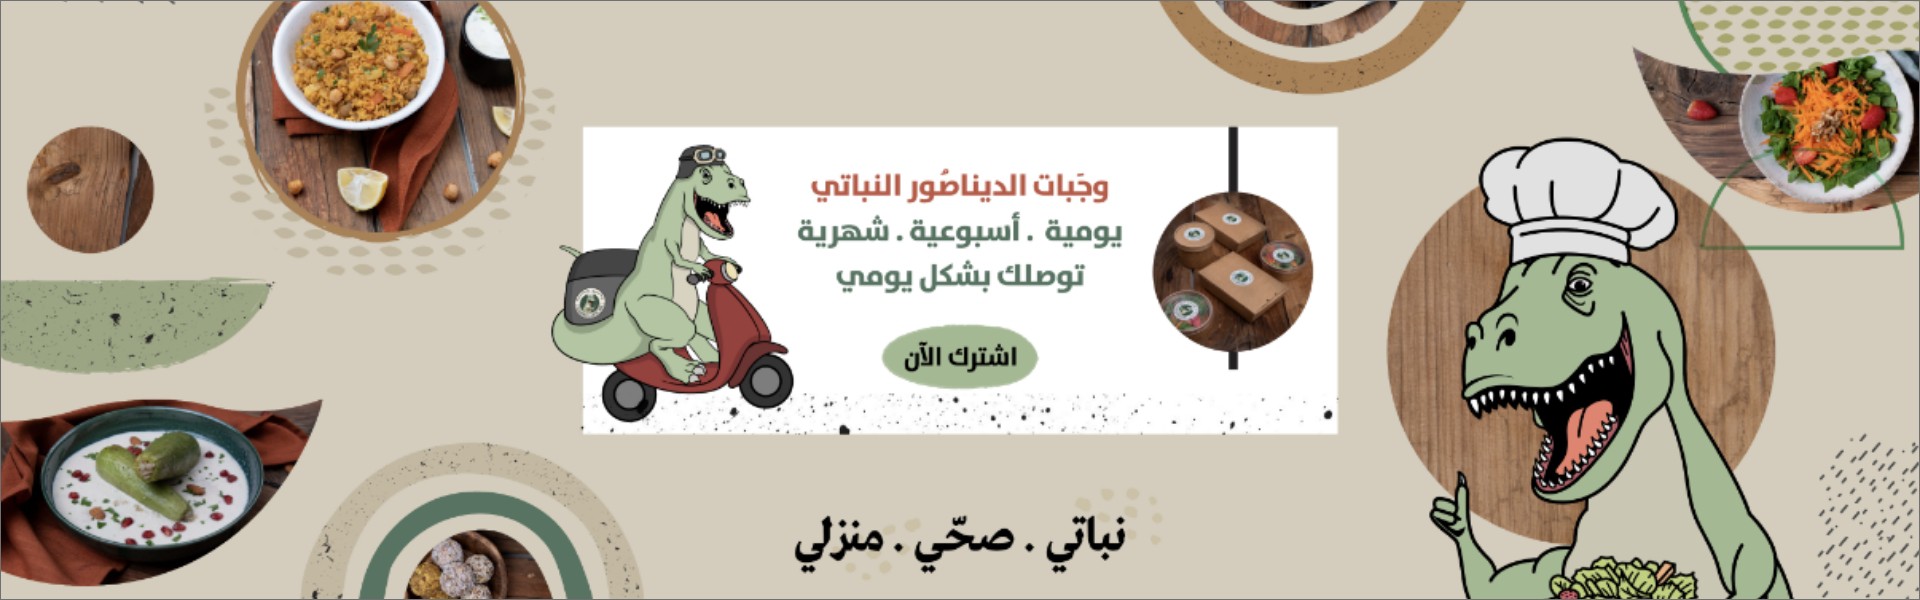 وجَبات الديناصُور النباتي
يومية . أسبوعية . شهرية
توصلك بشكل يومي
اشترك الآن
نباتي . صحّي . منزلي